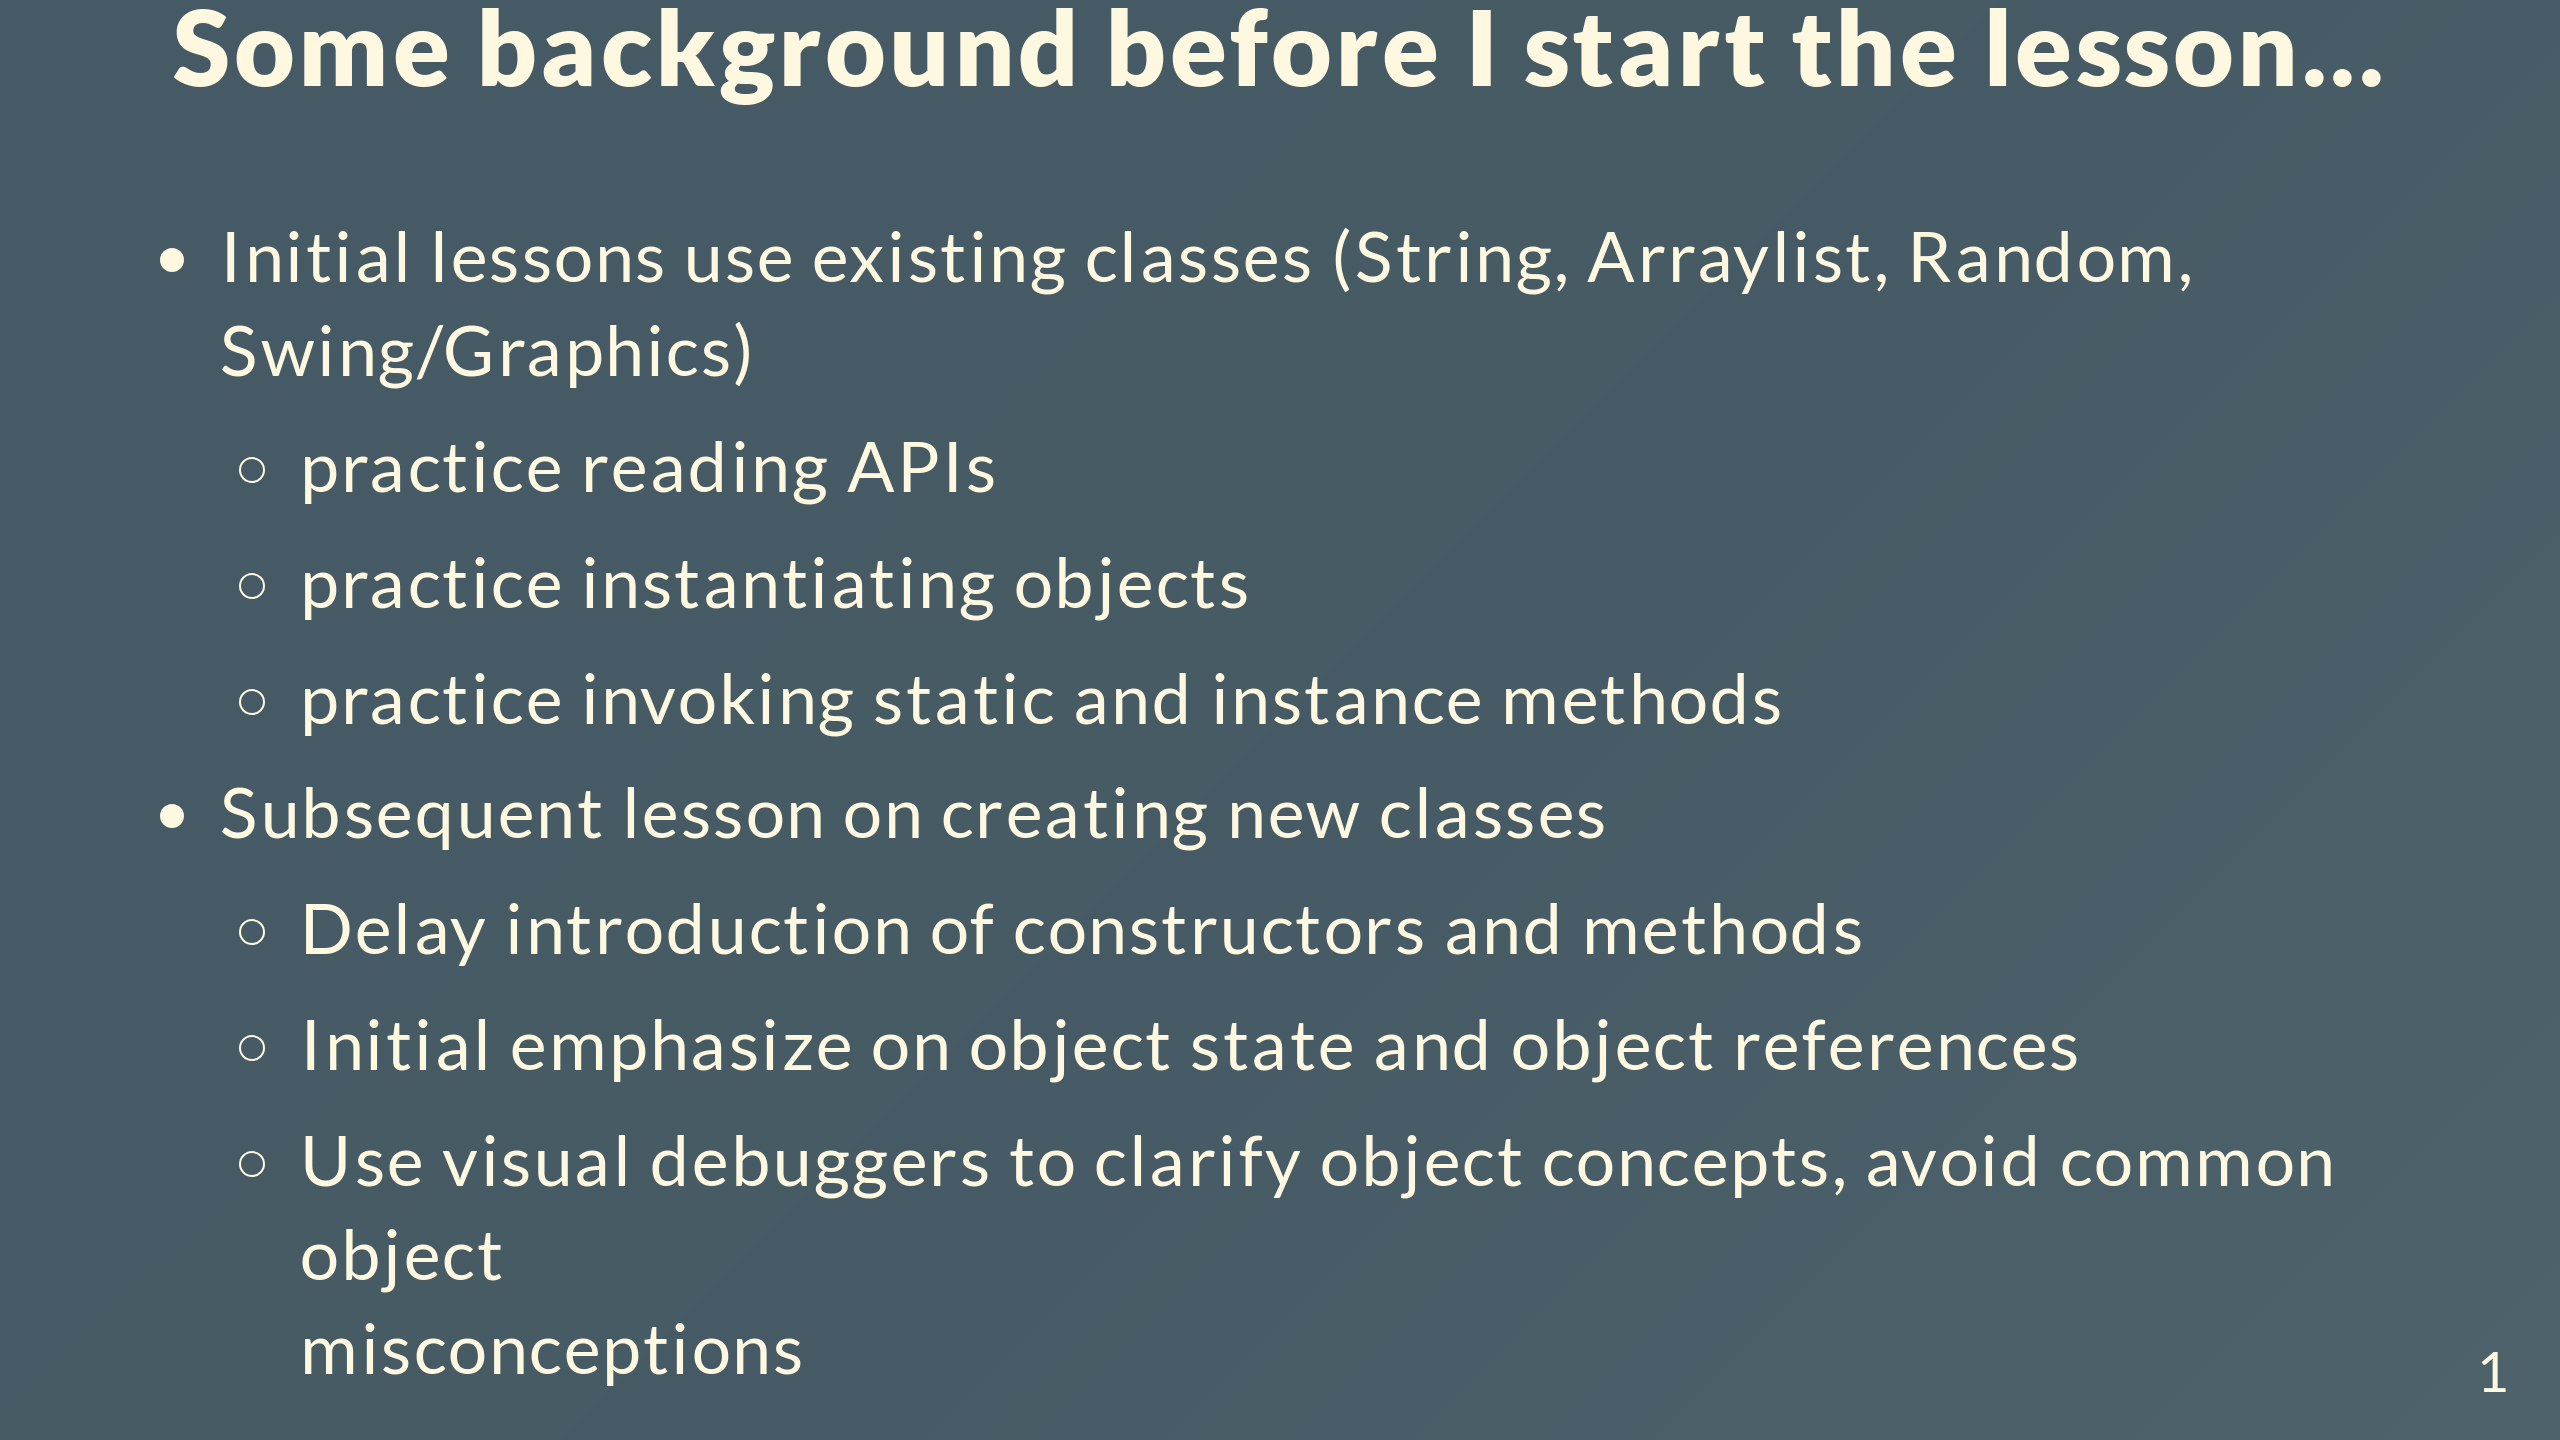 Some background before I start the lesson...
Initial lessons use existing classes (String, Arraylist, Random,
Swing/Graphics)
practice reading APIs
practice instantiating objects
practice invoking static and instance methods
Subsequent lesson on creating new classes
Delay introduction of constructors and methods
Initial emphasize on object state and object references
Use visual debuggers to clarify object concepts, avoid common
object
misconceptions
1